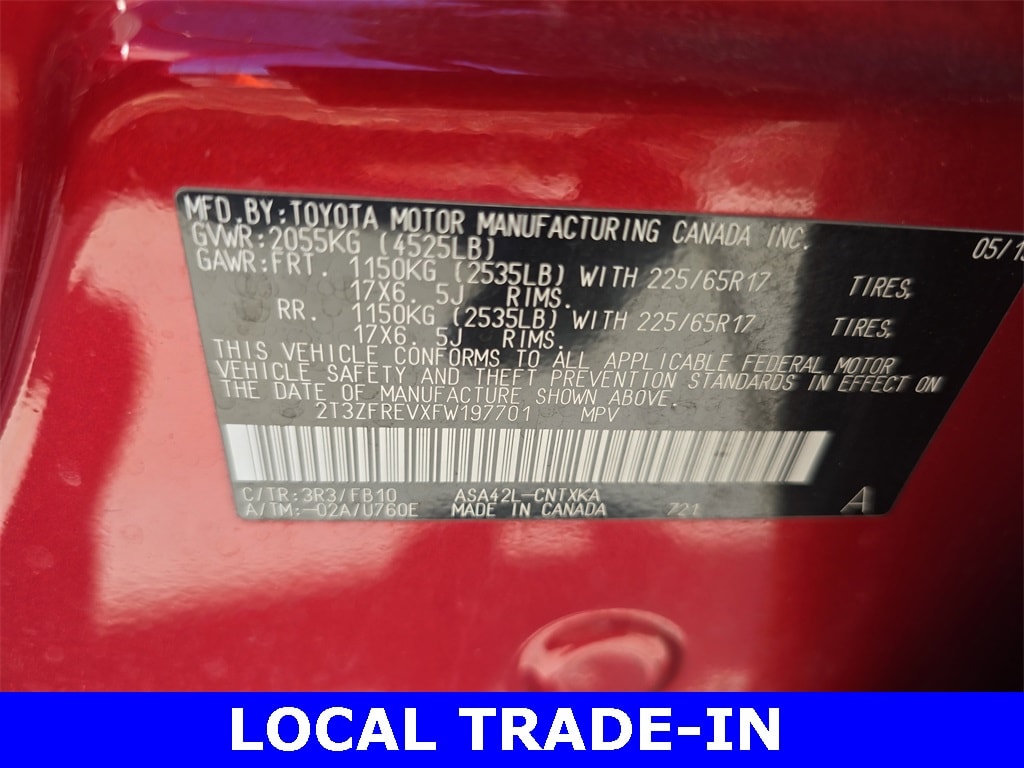 MFD.BY:TOYOTA MOTOR MANUFACTURING CANADA INC. 05/15
GVWR:2055KG (4525LB)
GAWR:FRT. 1150KG (2535LB) WITH 225/65R17 TIRES,
17X6. 5J RIMS.
RR. 1150KG (2535LB) WITH 225/65R17 TIRES,
17X6. 5J RIMS.
THIS VEHICLE CONFORMS TO ALL APPLICABLE FEDERAL MOTOR
VEHICLE SAFETY AND THEFT PREVENTION STANDARDS IN EFFECT ON
THE DATE OF MANUFACTURE SHOWN ABOVE.
2T3ZFREVXFW197701 MPV
C/TR:3R3/FB10 ASA42L-CNTXKA
A/TM:-02A/U760E MADE IN CANADA 721 A
LOCAL TRADE-IN